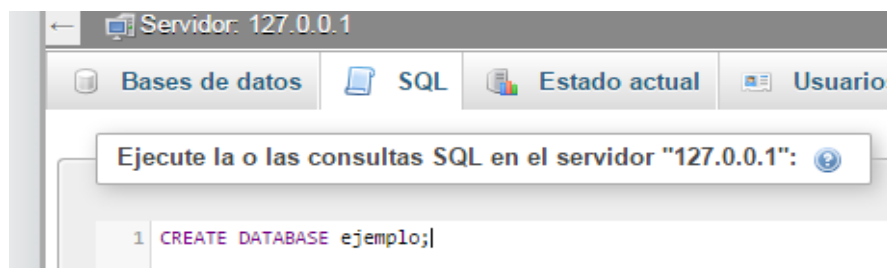 ← Servidor: 127.0.0.1
Bases de datos SQL Estado actual Usuario
Ejecute la o las consultas SQL en el servidor "127.0.0.1":
1 CREATE DATABASE ejemplo;